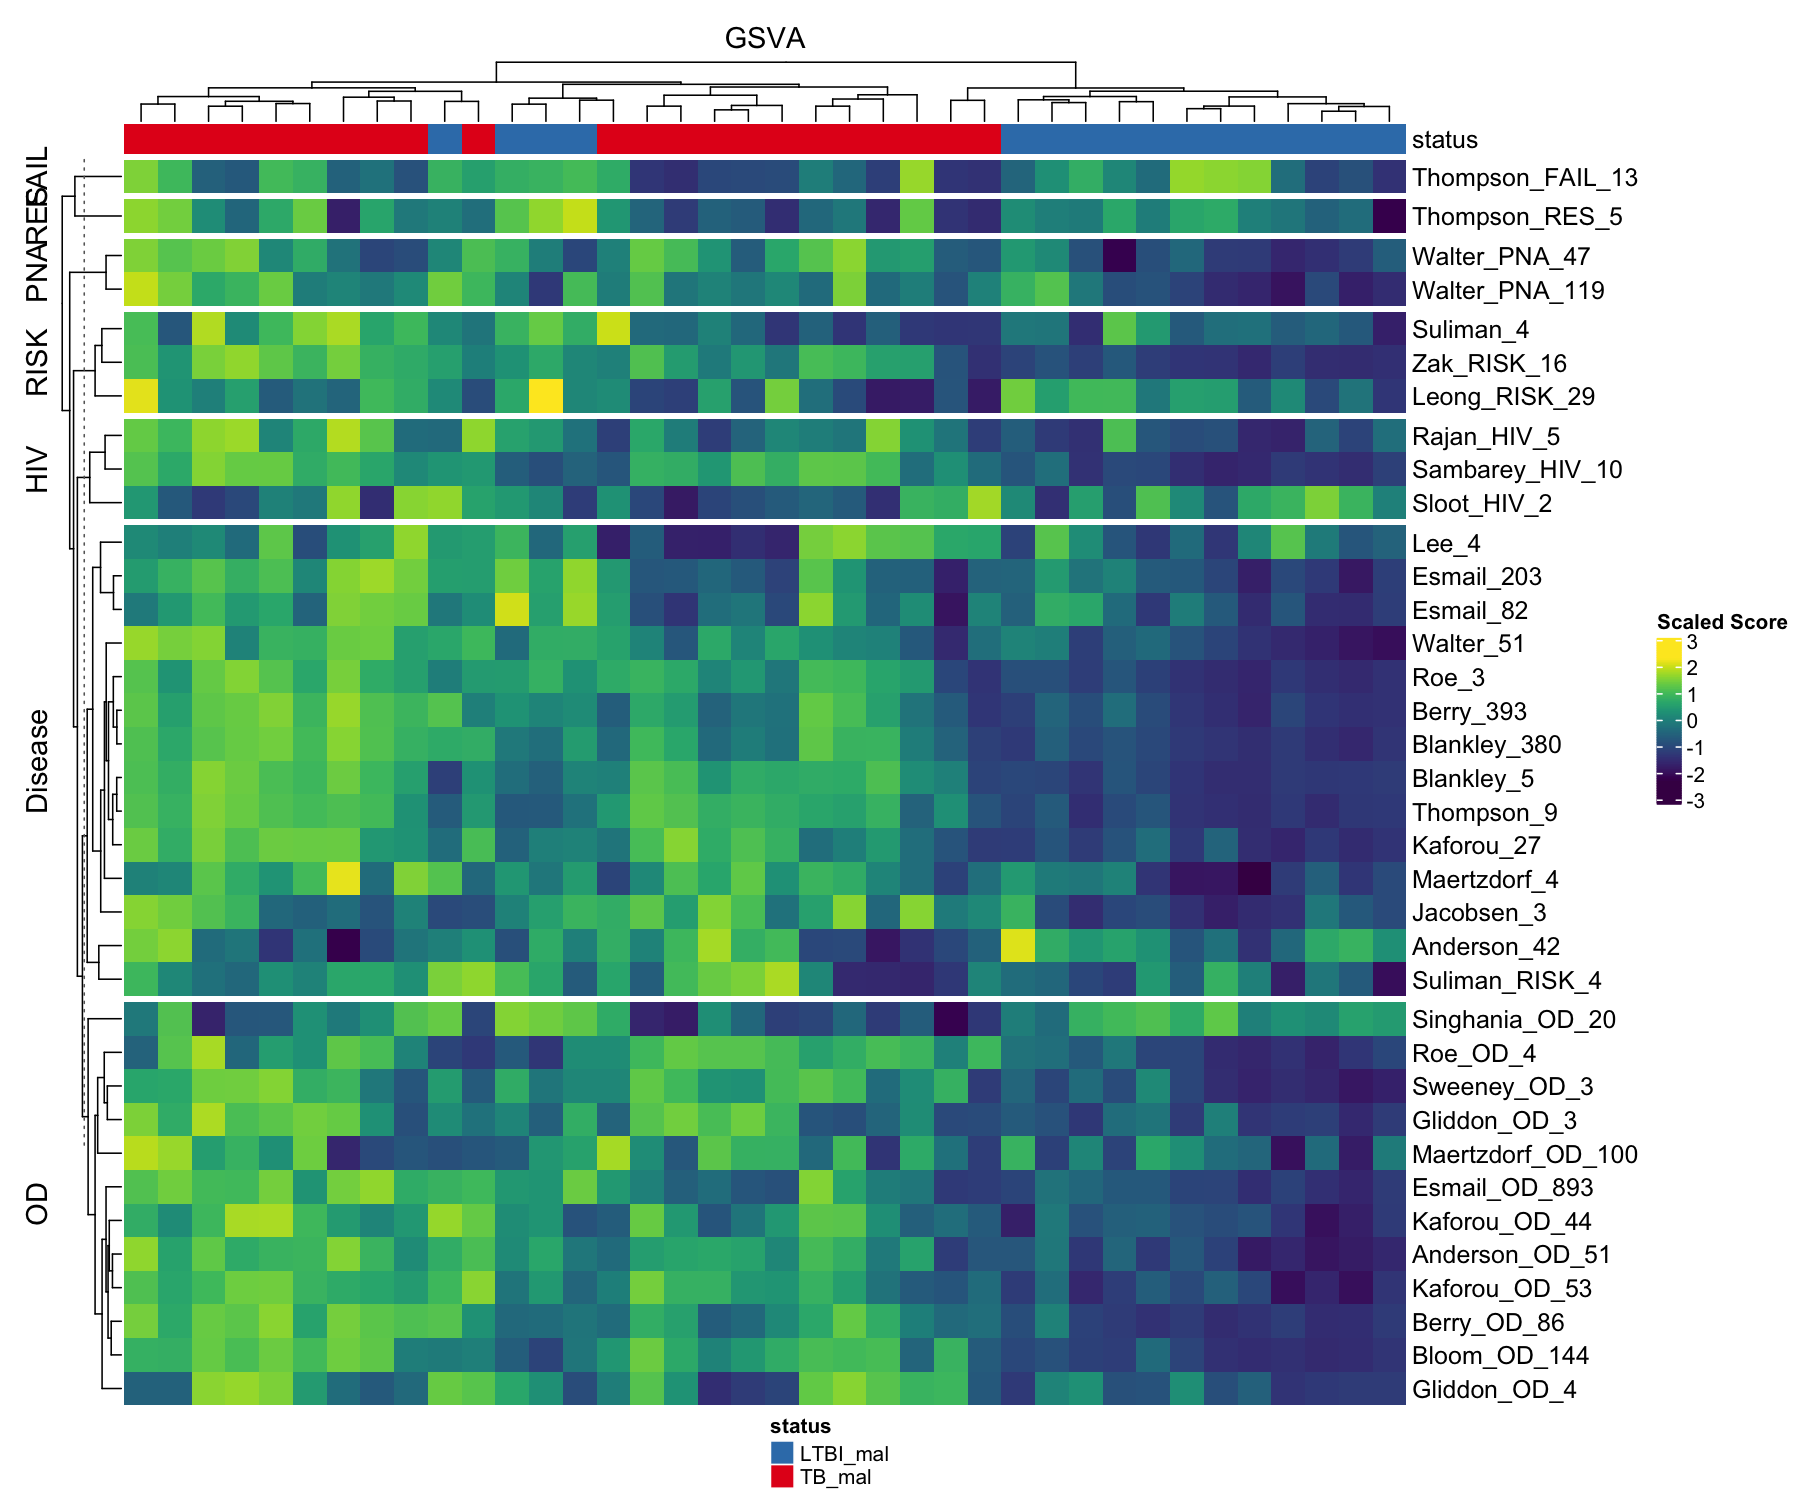 GSVA
status
FAIL
Thompson_FAIL_13
RES
Thompson_RES_5
PNA
Walter_PNA_47
Walter_PNA_119
RISK
Suliman_4
Zak_RISK_16
Leong_RISK_29
HIV
Rajan_HIV_5
Sambarey_HIV_10
Sloot_HIV_2
Disease
Lee_4
Esmail_203
Esmail_82
Walter_51
Roe_3
Berry_393
Blankley_380
Blankley_5
Thompson_9
Kaforou_27
Maertzdorf_4
Jacobsen_3
Anderson_42
Suliman_RISK_4
OD
Singhania_OD_20
Roe_OD_4
Sweeney_OD_3
Gliddon_OD_3
Maertzdorf_OD_100
Esmail_OD_893
Kaforou_OD_44
Anderson_OD_51
Kaforou_OD_53
Berry_OD_86
Bloom_OD_144
Gliddon_OD_4
Scaled Score
3
2
1
0
-1
-2
-3
status
LTBI_mal
TB_mal